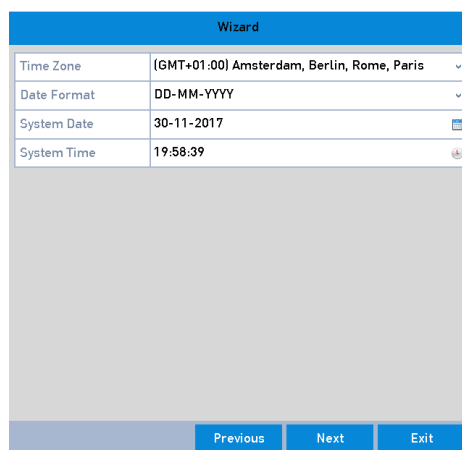 Wizard
Time Zone (GMT+01:00) Amsterdam, Berlin, Rome, Paris
Date Format DD-MM-YYYY
System Date 30-11-2017
System Time 19:58:39
Previous Next Exit